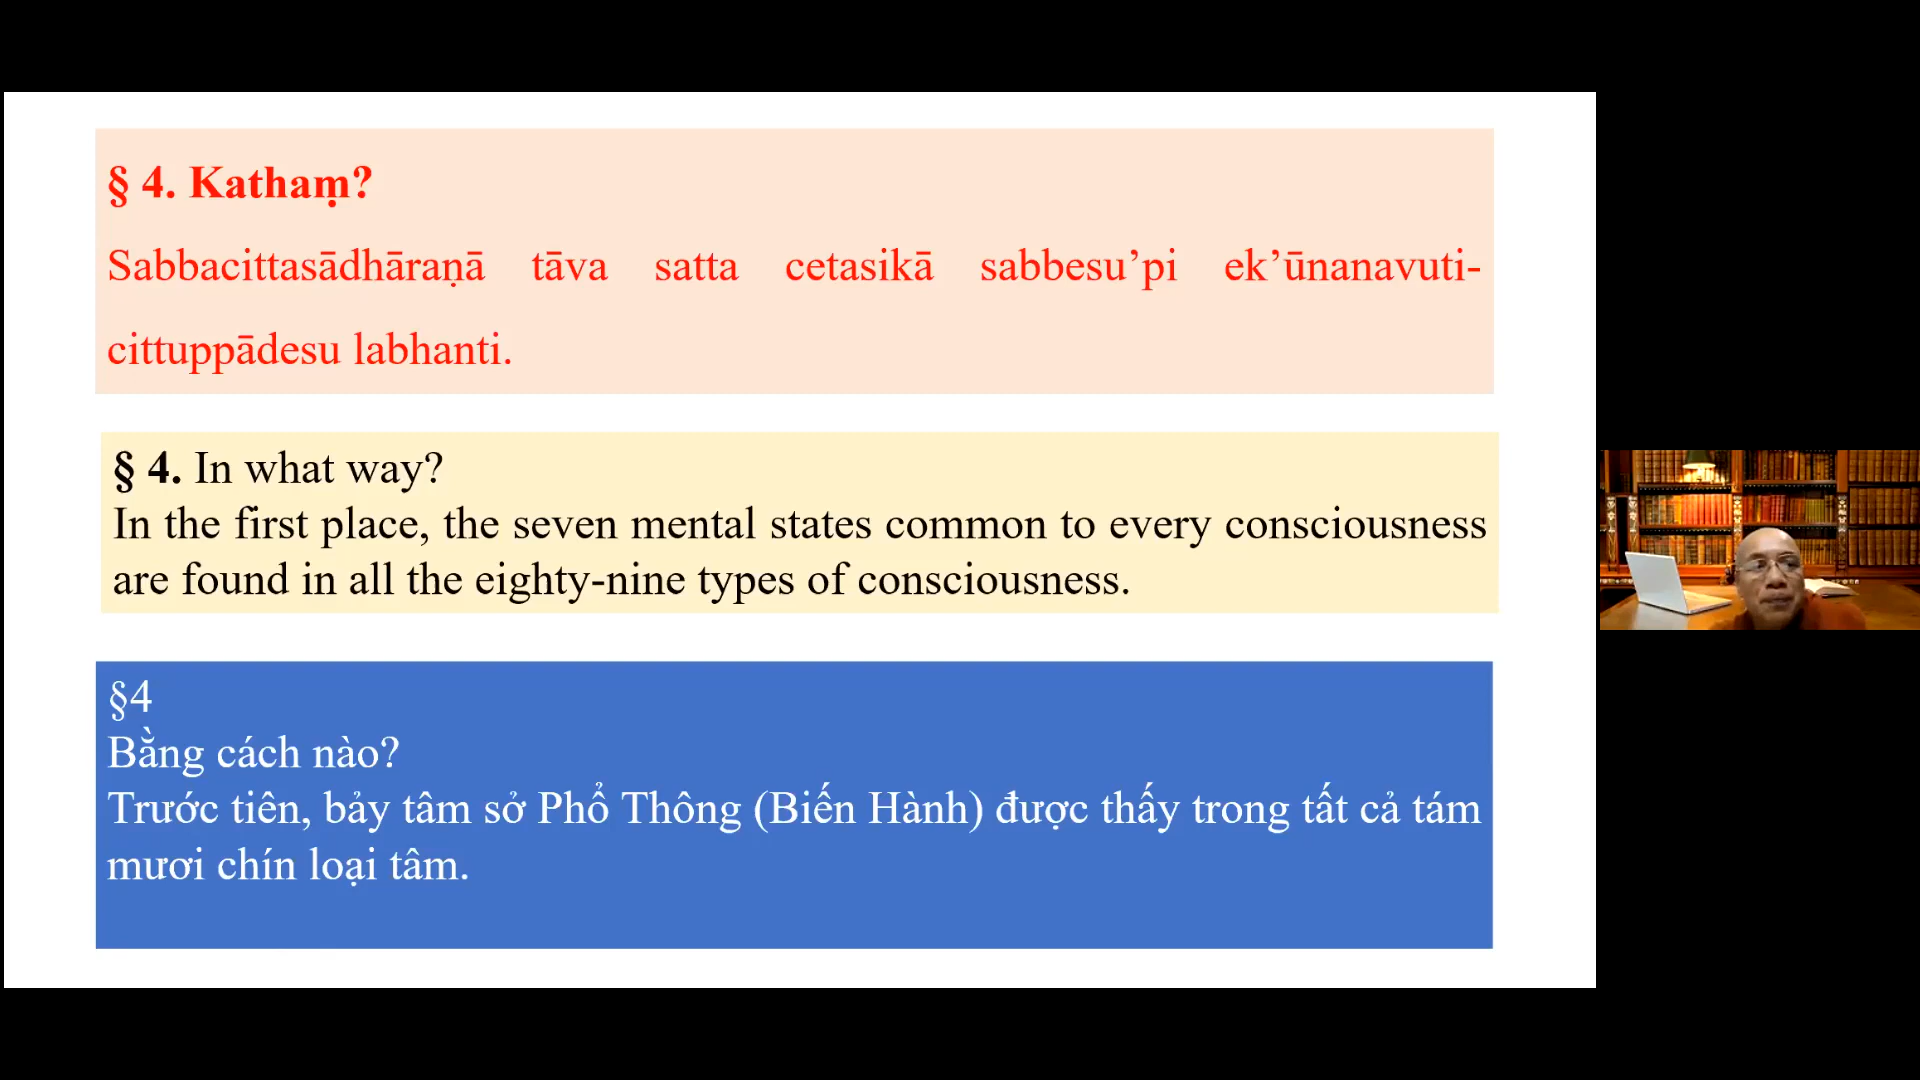 § 4. Kathaṃ?
Sabbacittasādhāraṇā tāva satta cetasikā sabbesu’pi ek’ūnanavuti-
cittuppādesu labhanti.
§ 4. In what way?
In the first place, the seven mental states common to every consciousness
are found in all the eighty-nine types of consciousness.
§4
Bằng cách nào?
Trước tiên, bảy tâm sở Phổ Thông (Biến Hành) được thấy trong tất cả tám
mươi chín loại tâm.